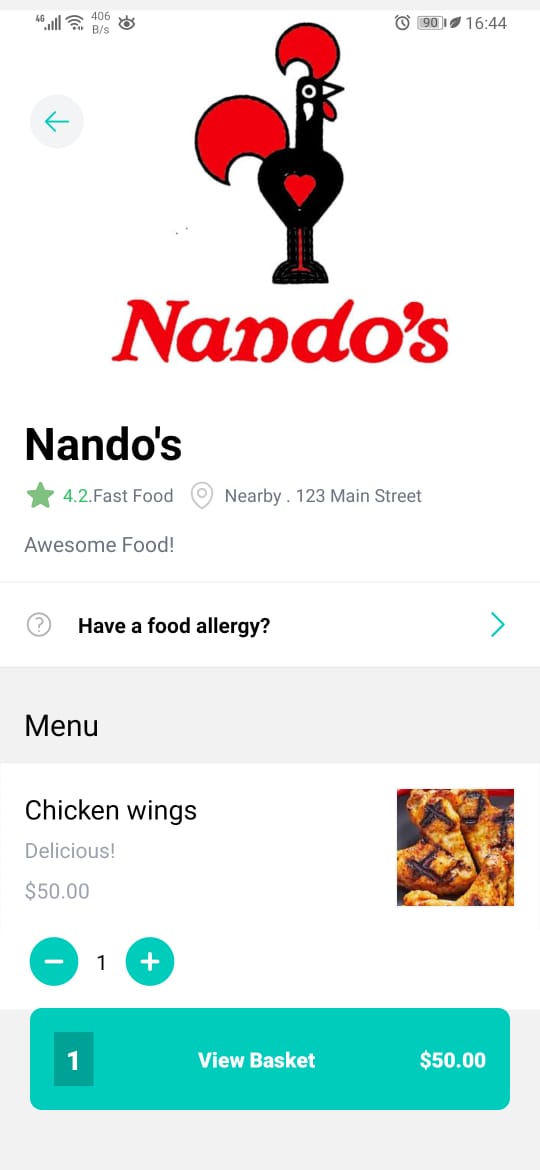 4G 406 B/s 90 16:44
Nando's
Nando's
4.2.Fast Food Nearby . 123 Main Street
Awesome Food!
? Have a food allergy?
Menu
Chicken wings
Delicious!
$50.00
− 1 +
1 View Basket $50.00